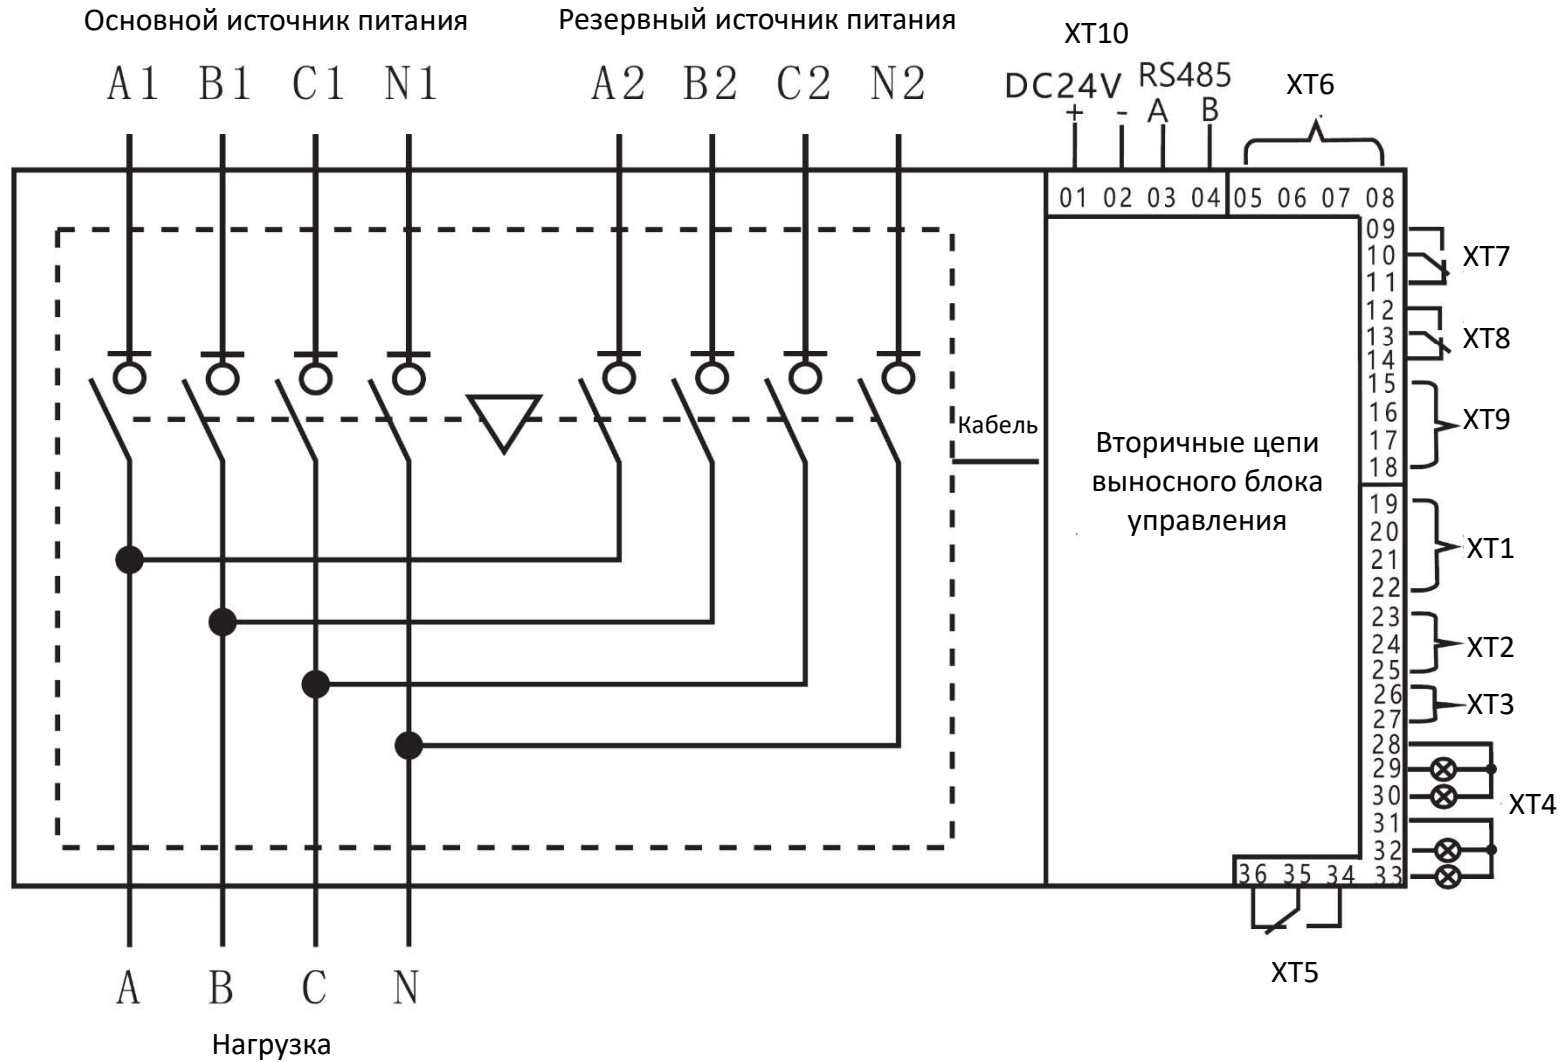 Основной источник питания
Резервный источник питания
XT10
A1 B1 C1 N1
A2 B2 C2 N2
DC24V
+ -
RS485
A B
XT6
01 02 03 04 05 06 07 08
09
10
11
XT7
12
13
14
XT8
15
16
17
18
XT9
Кабель
Вторичные цепи
выносного блока
управления
19
20
21
22
XT1
23
24
25
XT2
26
27
XT3
28
29
30
31
32
33
XT4
36 35 34
XT5
A B C N
Нагрузка